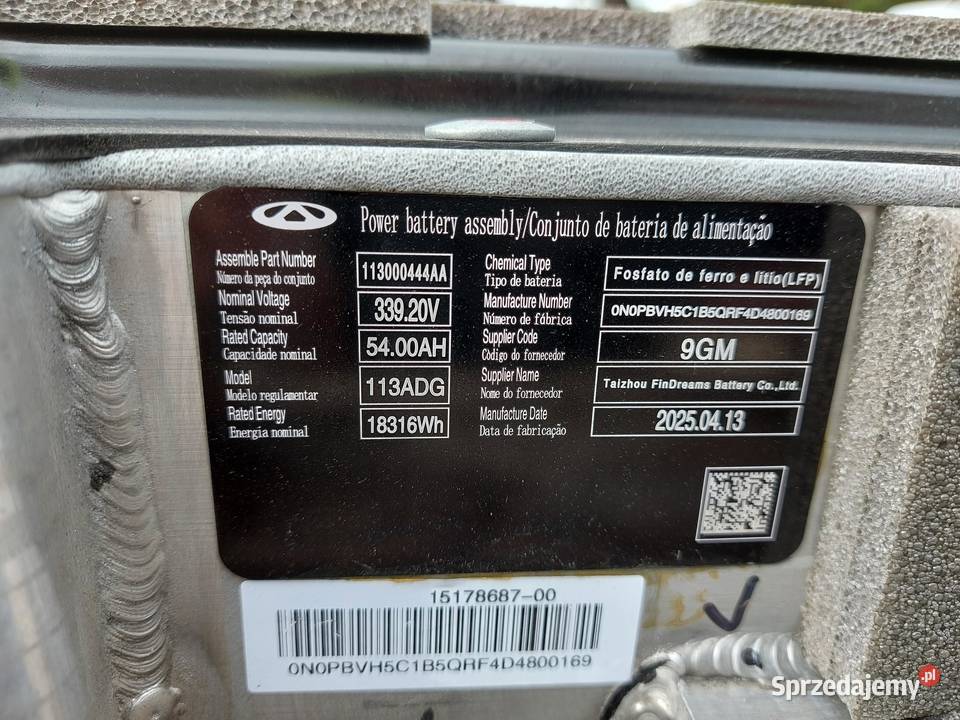 Power battery assembly/Conjunto de bateria de alimentação
Assemble Part Number
Número da peça do conjunto
113000444AA
Chemical Type
Tipo de bateria
Fosfato de ferro e lítio(LFP)
Nominal Voltage
Tensão nominal
339.20V
Manufacture Number
Número de fábrica
0N0PBVH5C1B5QRF4D4800169
Rated Capacity
Capacidade nominal
54.00AH
Supplier Code
Código do fornecedor
9GM
Model
Modelo regulamentar
113ADG
Supplier Name
Nome do fornecedor
Taizhou FinDreams Battery Co.,Ltd.
Rated Energy
Energia nominal
18316Wh
Manufacture Date
Data de fabricação
2025.04.13
15178687-00
0N0PBVH5C1B5QRF4D4800169
Sprzedajemy.pl